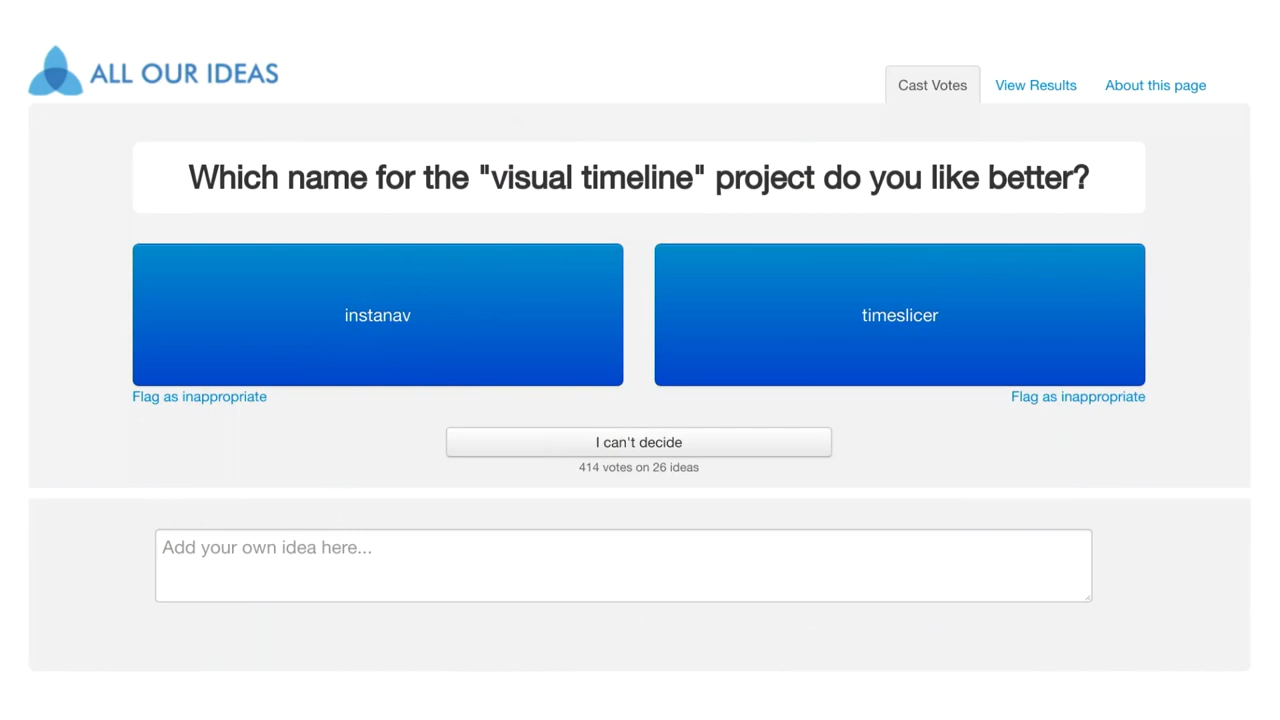 ALL OUR IDEAS
Cast Votes View Results About this page
Which name for the "visual timeline" project do you like better?
instanav timeslicer
Flag as inappropriate Flag as inappropriate
I can't decide
414 votes on 26 ideas
Add your own idea here...